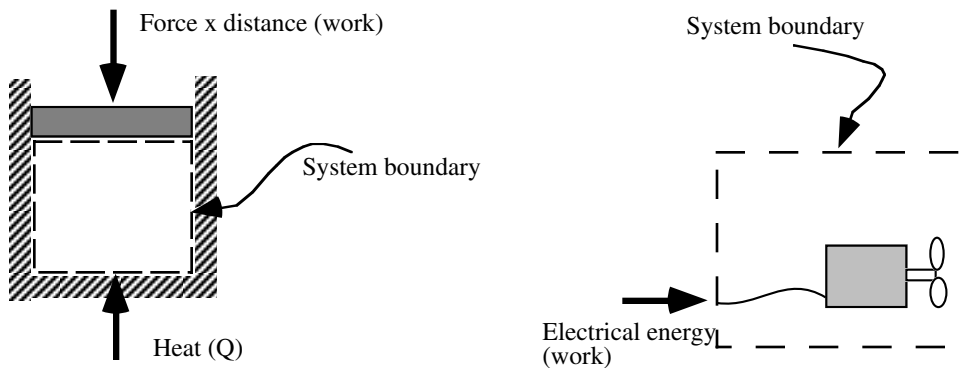 Force x distance (work)
System boundary
Heat (Q)
System boundary
Electrical energy
(work)